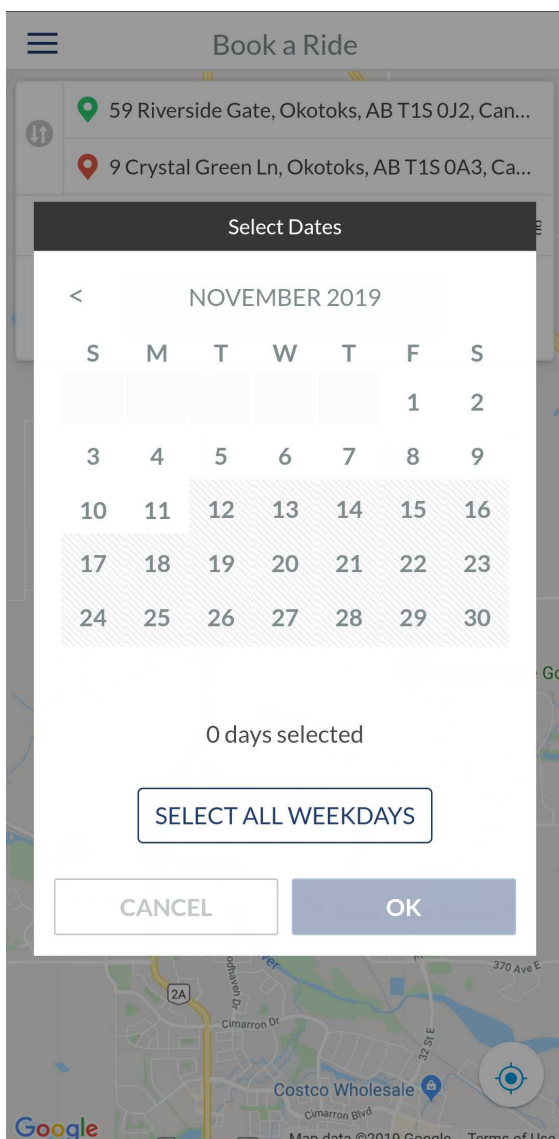 Book a Ride
59 Riverside Gate, Okotoks, AB T1S 0J2, Can...
9 Crystal Green Ln, Okotoks, AB T1S 0A3, Ca...
Select Dates
< NOVEMBER 2019
S M T W T F S
1 2
3 4 5 6 7 8 9
10 11 12 13 14 15 16
17 18 19 20 21 22 23
24 25 26 27 28 29 30
Go
0 days selected
SELECT ALL WEEKDAYS
CANCEL OK
370 Ave E
2A
Cimarron Dr
32 St E
Costco Wholesale
Cimarron Blvd
Google
Map data ©2019 Google Terms of Use